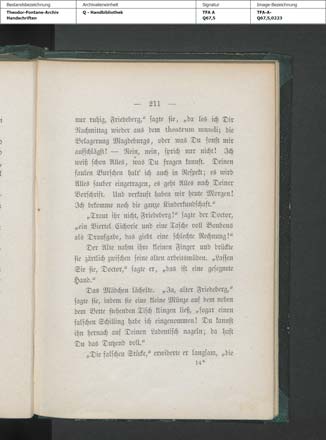 Bestandsbezeichnung
Archiveinheit
Signatur
Image-Bezeichnung
Theodor-Fontane-Archiv
Handschriften
Q - Handbibliothek
TFA A
Q67,5
TFA-A-
Q67,5,0223
— 211 —
nur ruhig, Friedeberg,“ sagte sie, „da les ich Dir
Nachmittag wieder aus dem theatrum mundi; die
Belagerung Magdeburgs, oder was Du sonst mir
aufschlägst! — Nein, nein, sprich nur nicht! Ich
weiß schon Alles, was Du fragen kannst. Deinen
faulen Burschen halt' ich auch in Respekt; es wird
Alles sauber eingetragen, es geht Alles nach Deiner
Vorschrift. Und verkauft haben wir heute Morgen!
Ich bekomme noch die ganze Kinderkundschaft.“
„Traut ihr nicht, Friedeberg!“ sagte der Doctor,
„ein Viertel Cichorie und eine Tasche voll Bonbons
als Draufgabe, das giebt eine schlechte Rechnung!“
Der Alte nahm ihre kleinen Finger und drückte
sie zärtlich zwischen seine alten arbeitsmüden. „Lassen
Sie sie, Doctor,“ sagte er, „das ist eine gesegnete
Hand.“
Das Mädchen lächelte. „Ja, alter Friedeberg,“
sagte sie, indem sie eine kleine Münze auf dem neben
dem Bette stehenden Tisch klingen ließ, „sogar einen
falschen Schilling habe ich eingenommen! Du kannst
ihn hernach auf Deinen Ladentisch nageln; da hast
Du das Dutzend voll.“
„Die falschen Stücke,“ erwiderte er langsam, „die
14*